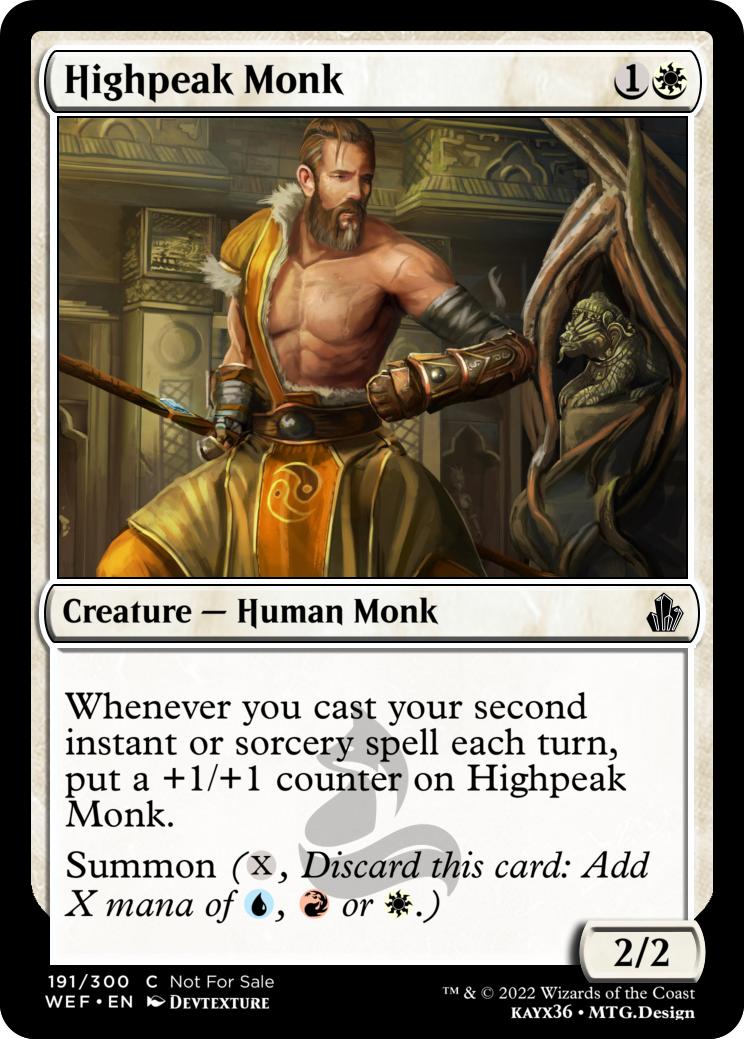 Highpeak Monk 1
Creature — Human Monk
Whenever you cast your second
instant or sorcery spell each turn,
put a +1/+1 counter on Highpeak
Monk.
Summon (X, Discard this card: Add
X mana of , or .)
2/2
191/300 C Not For Sale
WEF • EN DEVTEXTURE
™ & © 2022 Wizards of the Coast
KAYX36 • MTG.Design